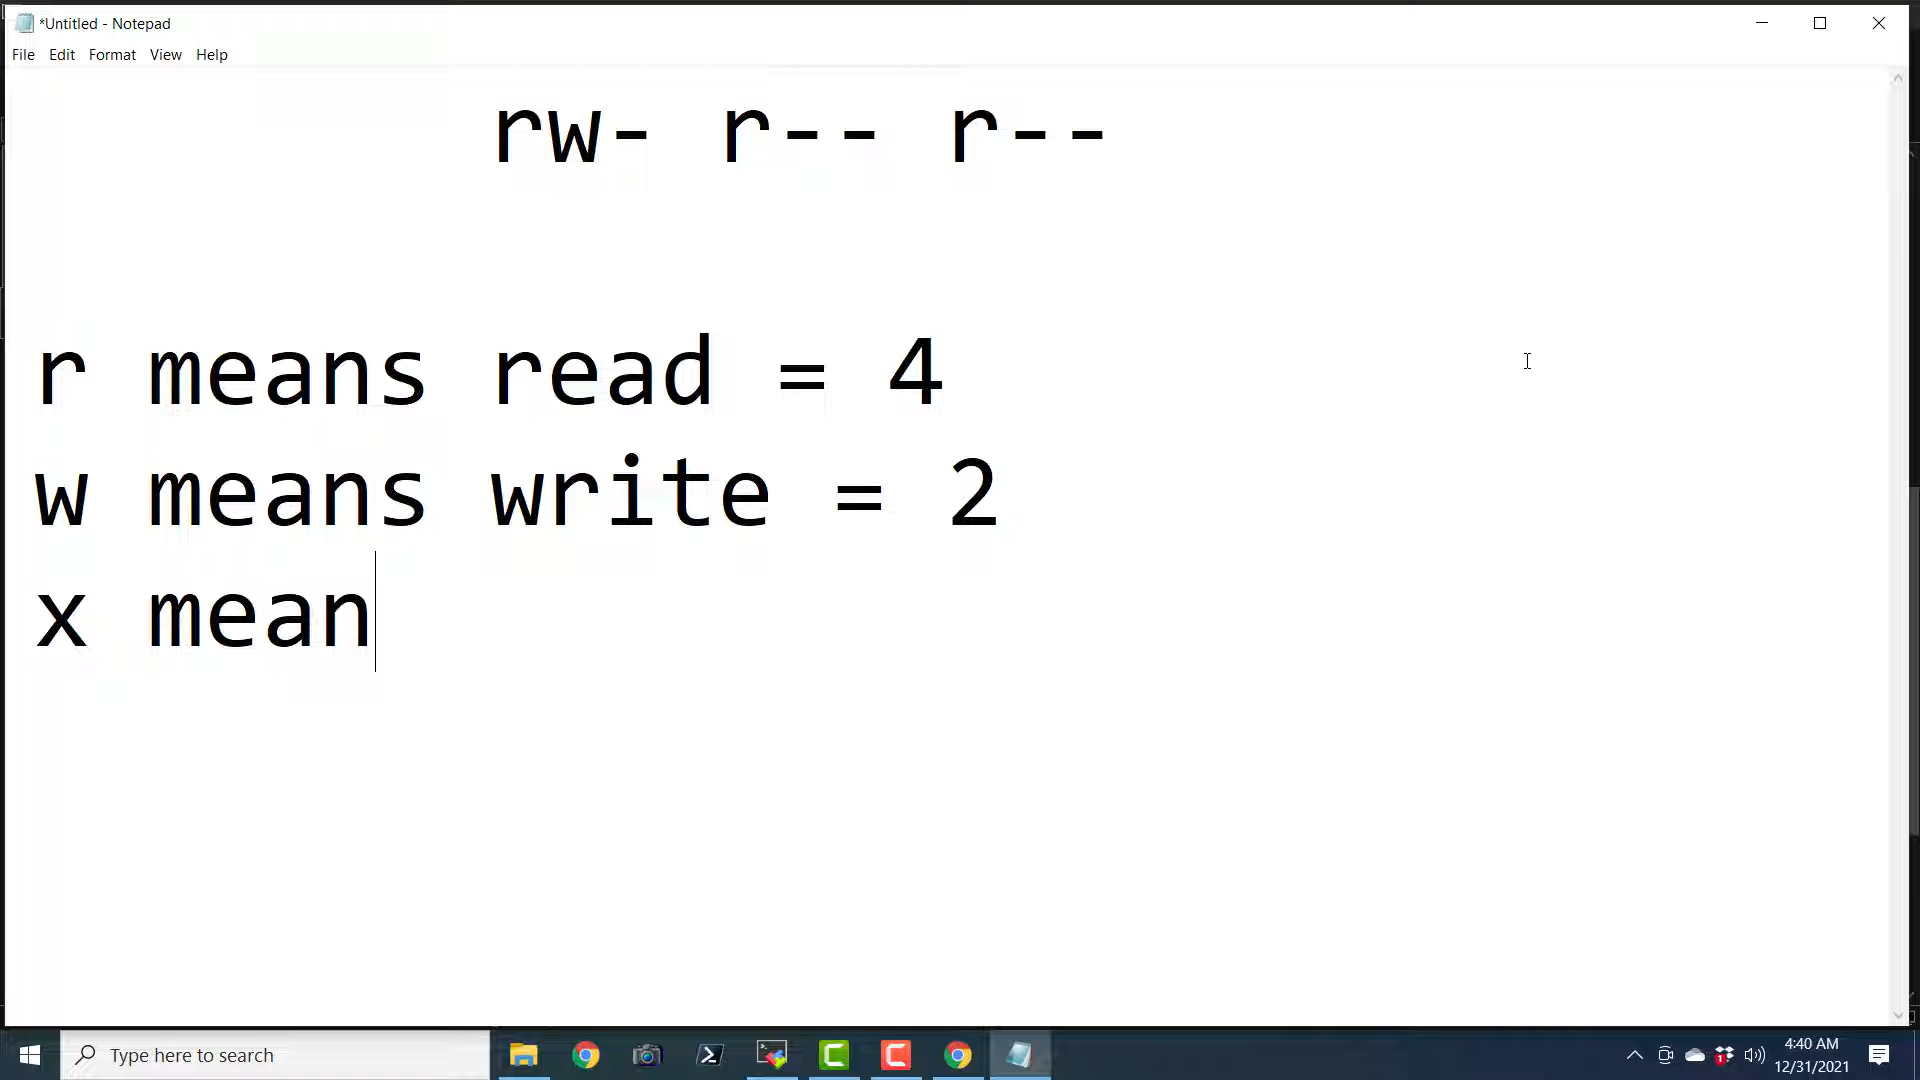 *Untitled - Notepad
File Edit Format View Help
rw- r-- r--
r means read = 4
w means write = 2
x mean
Type here to search
1
4:40 AM
12/31/2021